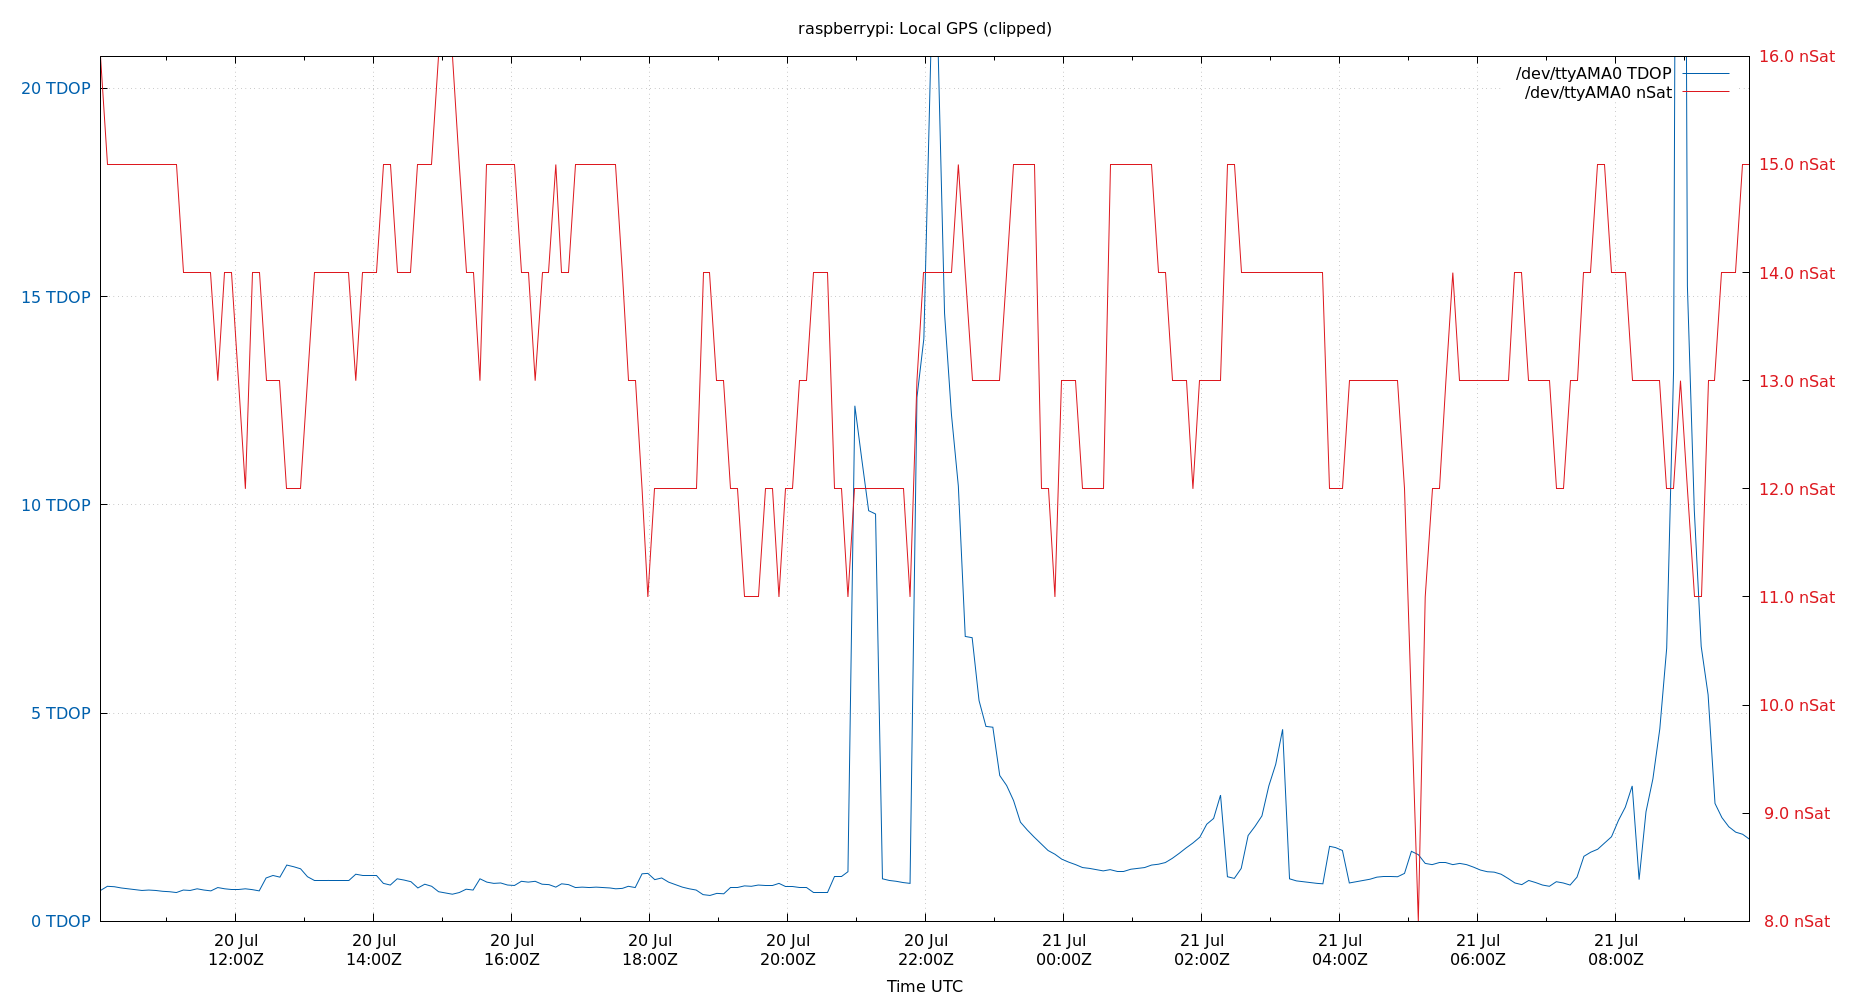 raspberrypi: Local GPS (clipped)
/dev/ttyAMA0 TDOP
/dev/ttyAMA0 nSat
20 TDOP
15 TDOP
10 TDOP
5 TDOP
0 TDOP
16.0 nSat
15.0 nSat
14.0 nSat
13.0 nSat
12.0 nSat
11.0 nSat
10.0 nSat
9.0 nSat
8.0 nSat
20 Jul
12:00Z
20 Jul
14:00Z
20 Jul
16:00Z
20 Jul
18:00Z
20 Jul
20:00Z
20 Jul
22:00Z
21 Jul
00:00Z
21 Jul
02:00Z
21 Jul
04:00Z
21 Jul
06:00Z
21 Jul
08:00Z
Time UTC